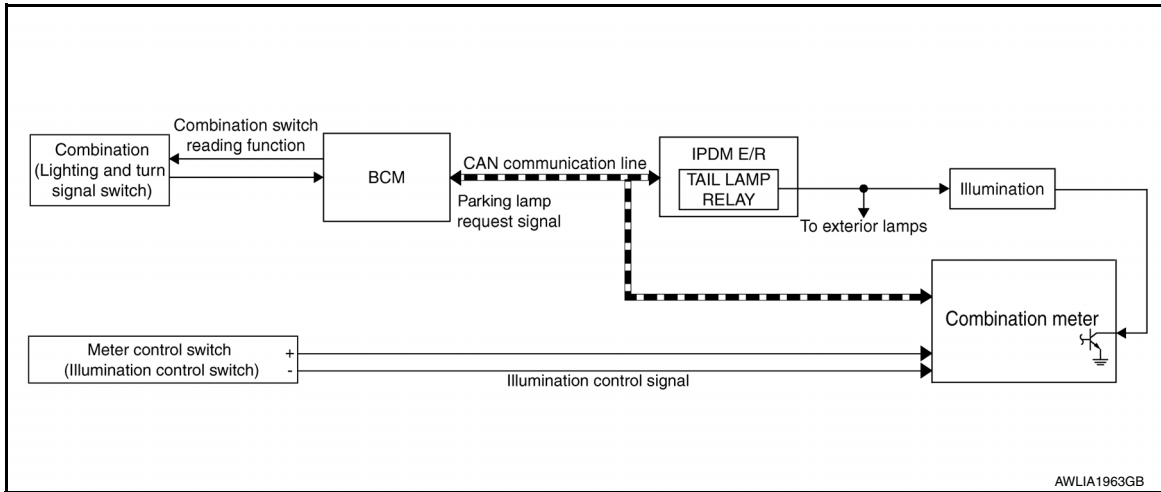 Combination
(Lighting and turn
signal switch)
Combination switch
reading function
BCM
CAN communication line
Parking lamp
request signal
IPDM E/R
TAIL LAMP
RELAY
To exterior lamps
Illumination
Combination meter
Meter control switch
(Illumination control switch)
+
-
Illumination control signal
AWLIA1963GB